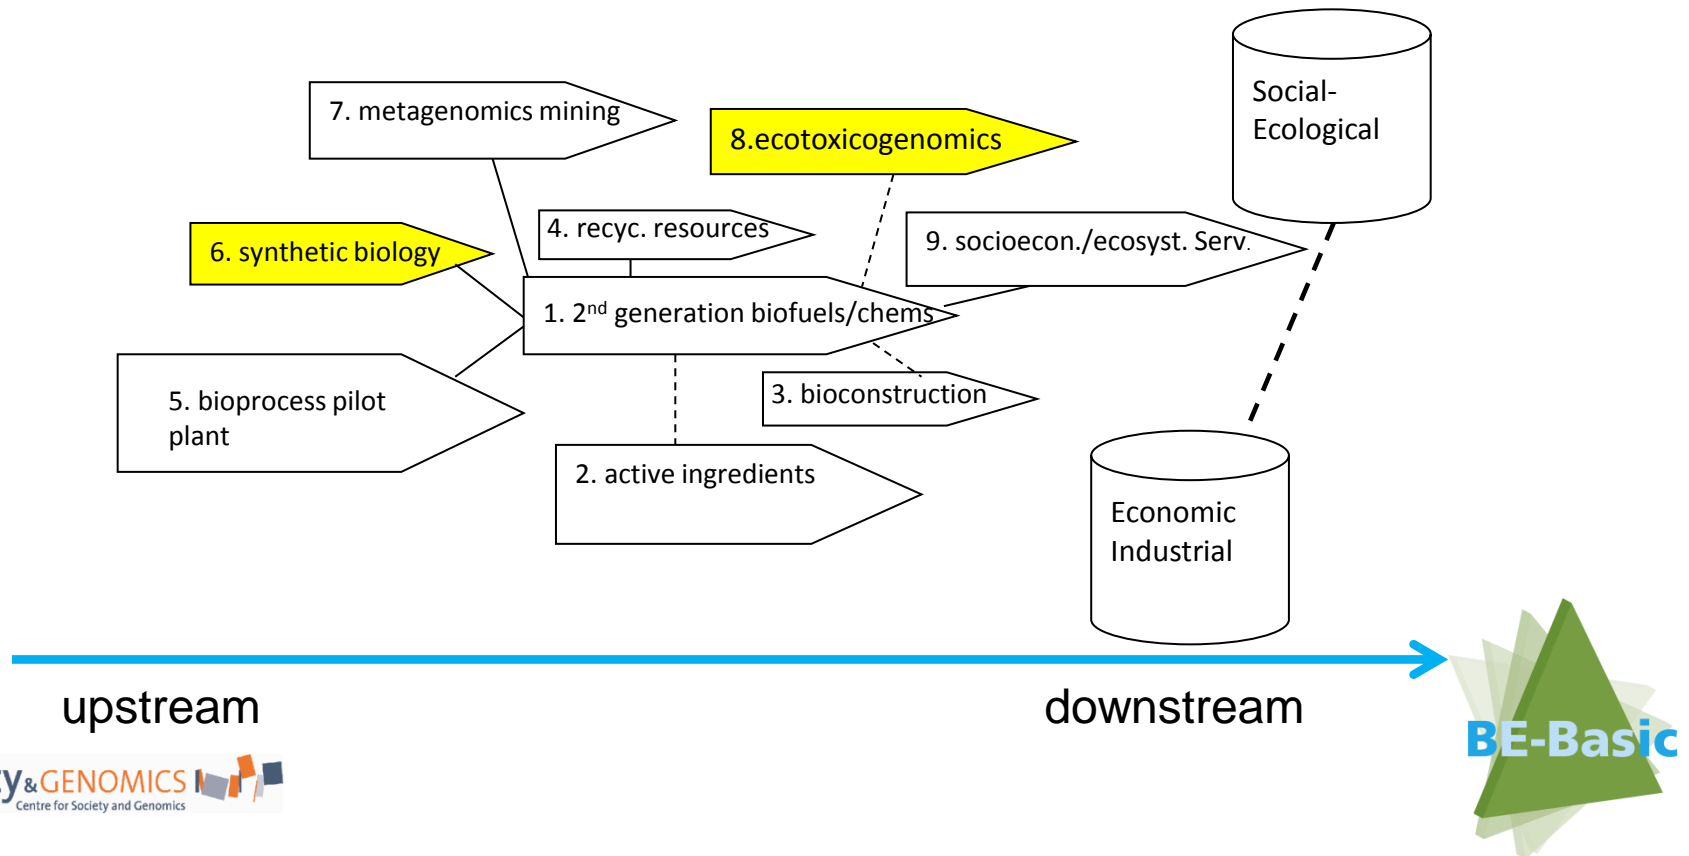 Social-
Ecological
7. metagenomics mining
8.ecotoxicogenomics
4. recyc. resources
9. socioecon./ecosyst. Serv.
6. synthetic biology
1. 2nd generation biofuels/chems
3. bioconstruction
5. bioprocess pilot
plant
2. active ingredients
Economic
Industrial
upstream
downstream
BE-Basic
ty&GENOMICS
Centre for Society and Genomics